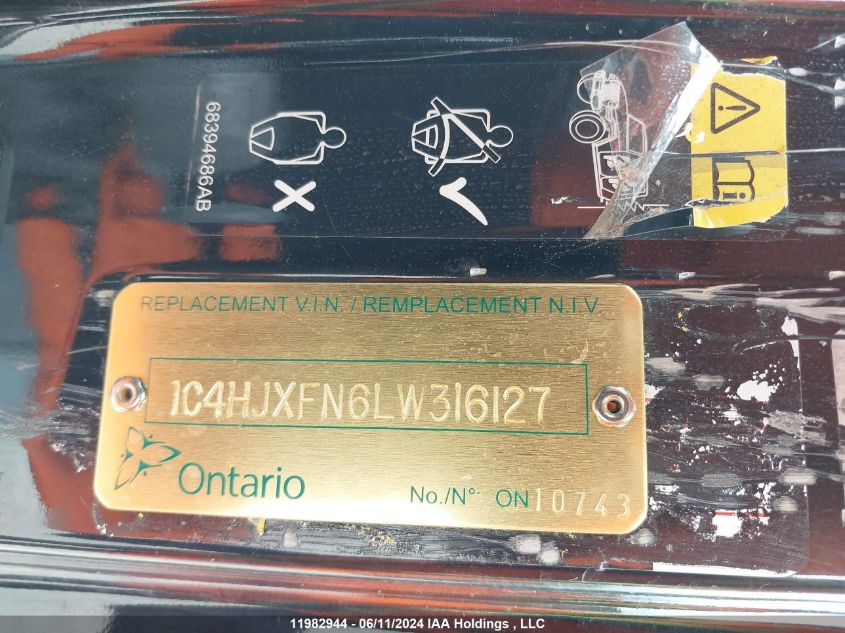 68394686AB
REPLACEMENT V.I.N. / REMPLACEMENT N.I.V.
1C4HJXFN6LW316127
Ontario
No./N°. ON10743
11982944 - 06/11/2024 IAA Holdings , LLC